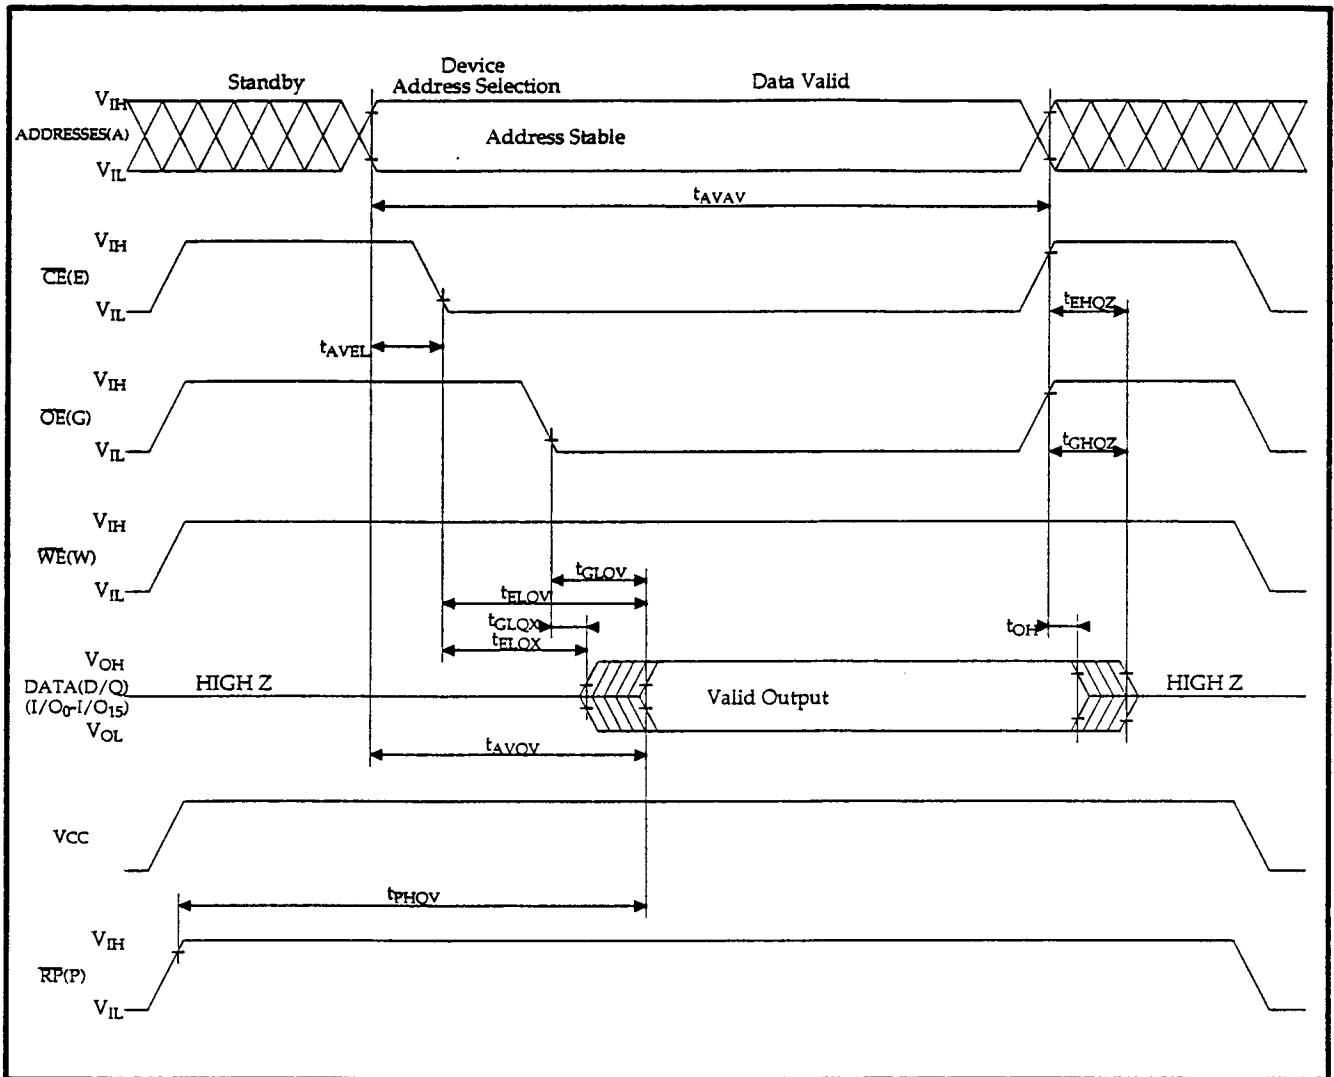 Standby
Device
Address Selection
Data Valid
VIH
ADDRESSES(A)
VIL
Address Stable
tAVAV
VIH
CE(E)
VIL
tEHQZ
tAVEL
VIH
OE(G)
VIL
tGHQZ
VIH
WE(W)
VIL
tGLQV
tELQV
tGLQX
tELQX
tOH
VOH
DATA(D/Q)
(I/O0-I/O15)
VOL
HIGH Z
Valid Output
HIGH Z
tAVQV
VCC
tPHQV
VIH
RP(P)
VIL